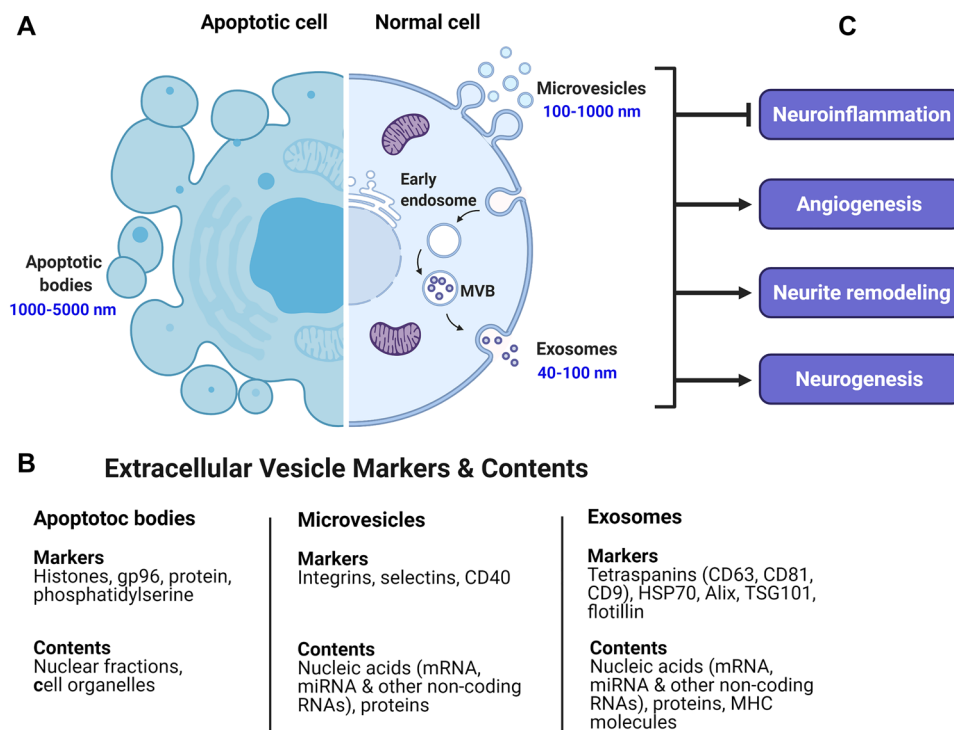 A
Apoptotic cell
Normal cell
C
Microvesicles
100-1000 nm
Early
endosome
MVB
Exosomes
40-100 nm
Apoptotic
bodies
1000-5000 nm
Neuroinflammation
Angiogenesis
Neurite remodeling
Neurogenesis
B
Extracellular Vesicle Markers & Contents
Apoptotoc bodies
Markers
Histones, gp96, protein,
phosphatidylserine
Contents
Nuclear fractions,
cell organelles
Microvesicles
Markers
Integrins, selectins, CD40
Contents
Nucleic acids (mRNA,
miRNA & other non-coding
RNAs), proteins
Exosomes
Markers
Tetraspanins (CD63, CD81,
CD9), HSP70, Alix, TSG101,
flotillin
Contents
Nucleic acids (mRNA,
miRNA & other non-coding
RNAs), proteins, MHC
molecules